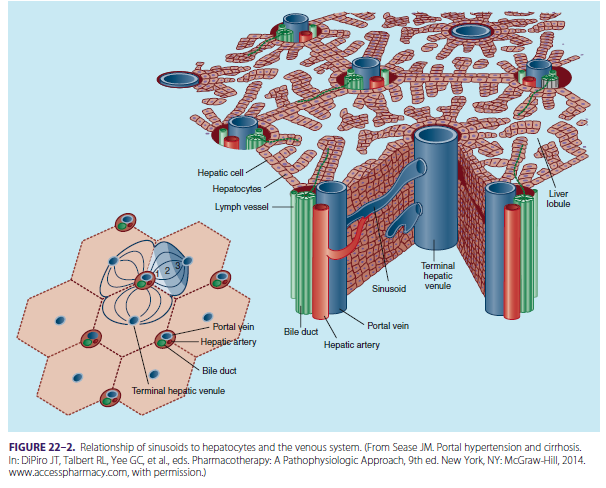 Hepatic cell
Hepatocytes
Lymph vessel
Liver
lobule
Terminal
hepatic
venule
Sinusoid
Portal vein
Bile duct
Hepatic artery
1 2 3
Portal vein
Hepatic artery
Bile duct
Terminal hepatic venule
FIGURE 22–2. Relationship of sinusoids to hepatocytes and the venous system. (From Sease JM. Portal hypertension and cirrhosis.
In: DiPiro JT, Talbert RL, Yee GC, et al., eds. Pharmacotherapy: A Pathophysiologic Approach, 9th ed. New York, NY: McGraw-Hill, 2014.
www.accesspharmacy.com, with permission.)